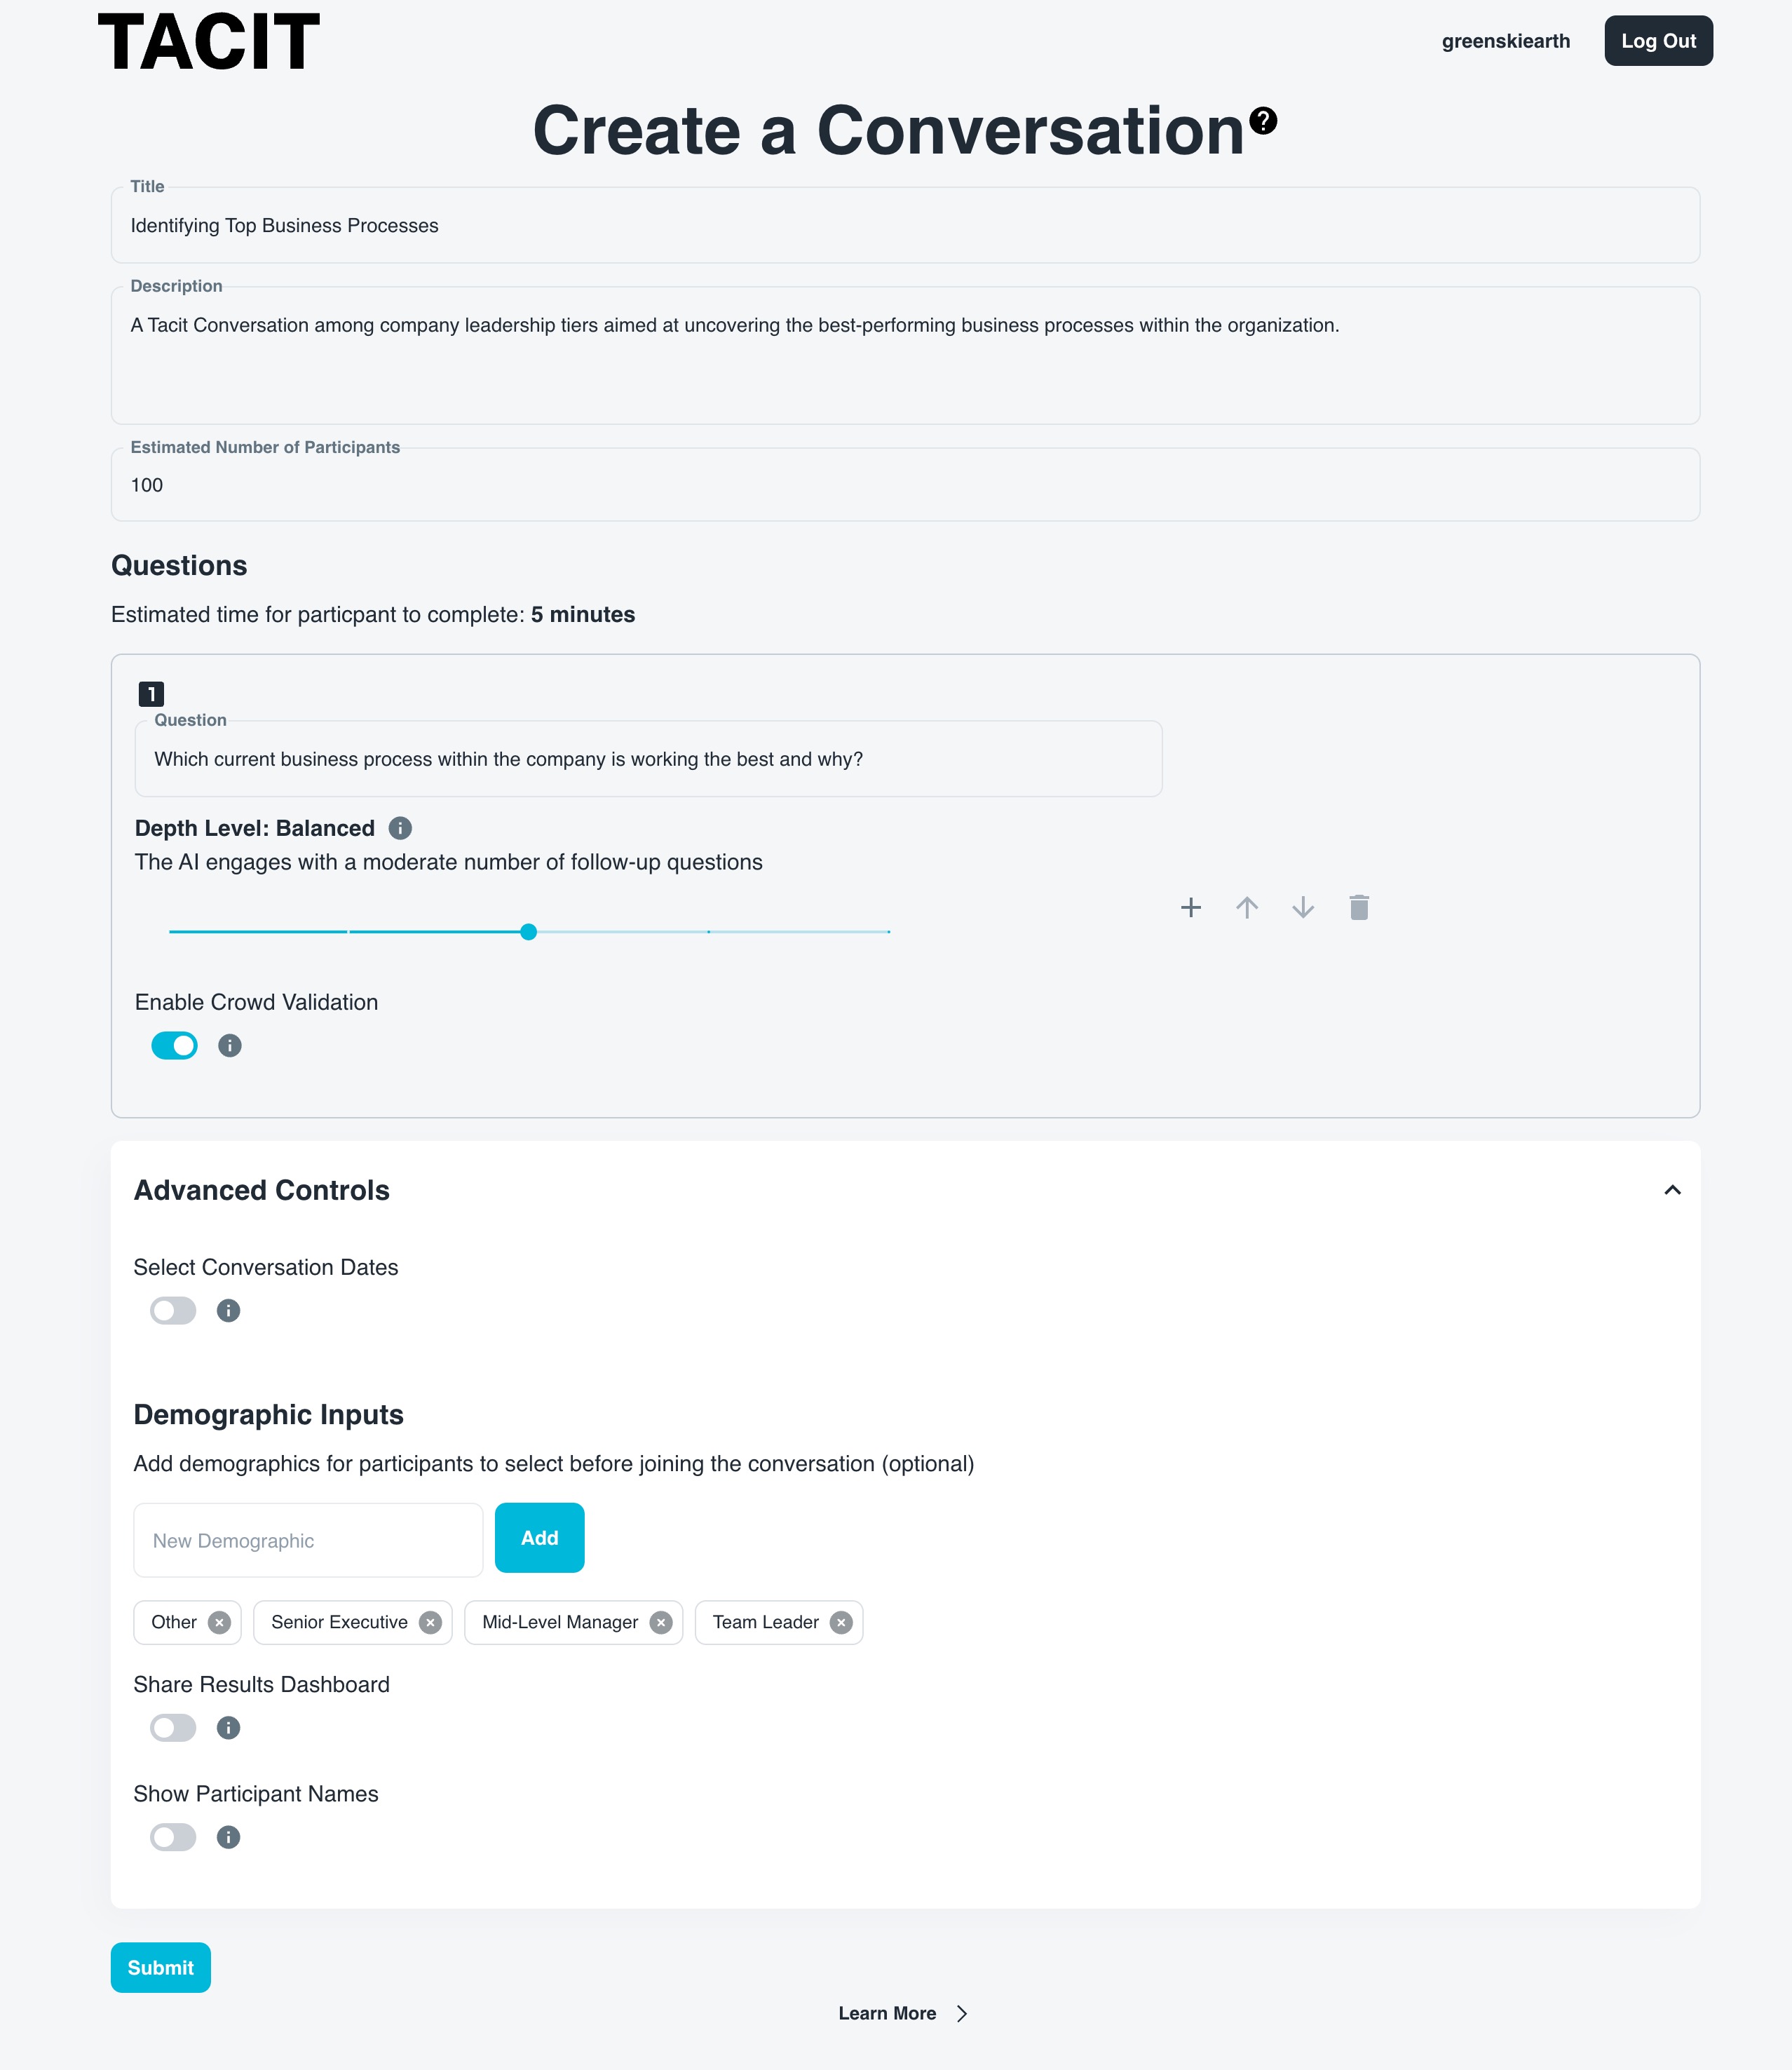 TACIT
greenskiearth
Log Out
Create a Conversation?
Title
Identifying Top Business Processes
Description
A Tacit Conversation among company leadership tiers aimed at uncovering the best-performing business processes within the organization.
Estimated Number of Participants
100
Questions
Estimated time for particpant to complete: 5 minutes
1
Question
Which current business process within the company is working the best and why?
Depth Level: Balanced
The AI engages with a moderate number of follow-up questions
Enable Crowd Validation
Advanced Controls
Select Conversation Dates
Demographic Inputs
Add demographics for participants to select before joining the conversation (optional)
New Demographic
Add
Other
Senior Executive
Mid-Level Manager
Team Leader
Share Results Dashboard
Show Participant Names
Submit
Learn More